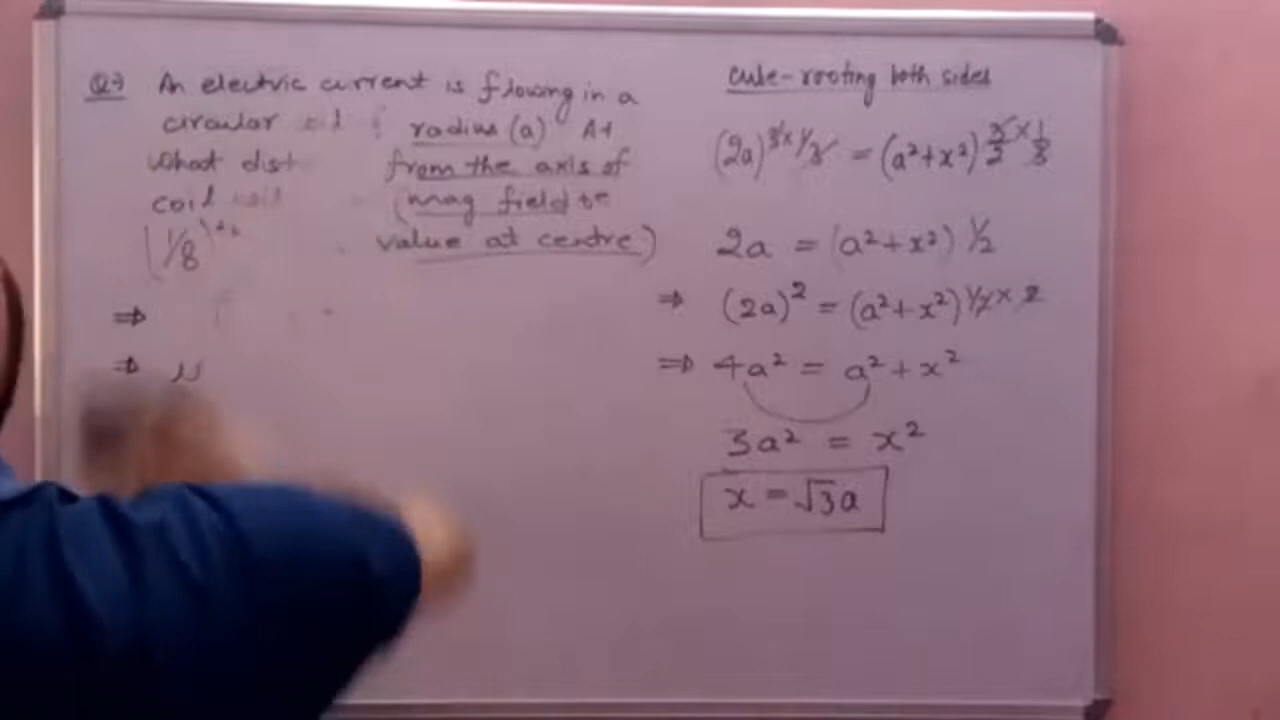 Q→ An electric current is flowing in a
circular radius (a) At
what dist from the axis of
coil (mag field be
(1/8 value at centre)
⇒
⇒ μ
cube-rooting both sides
(2a)^3×1/3 = (a²+x²)^3/2×1/3
2a = (a²+x²)^1/2
⇒ (2a)² = (a²+x²)^1/2×2
⇒ 4a² = a²+x²
3a² = x²
x = √3a